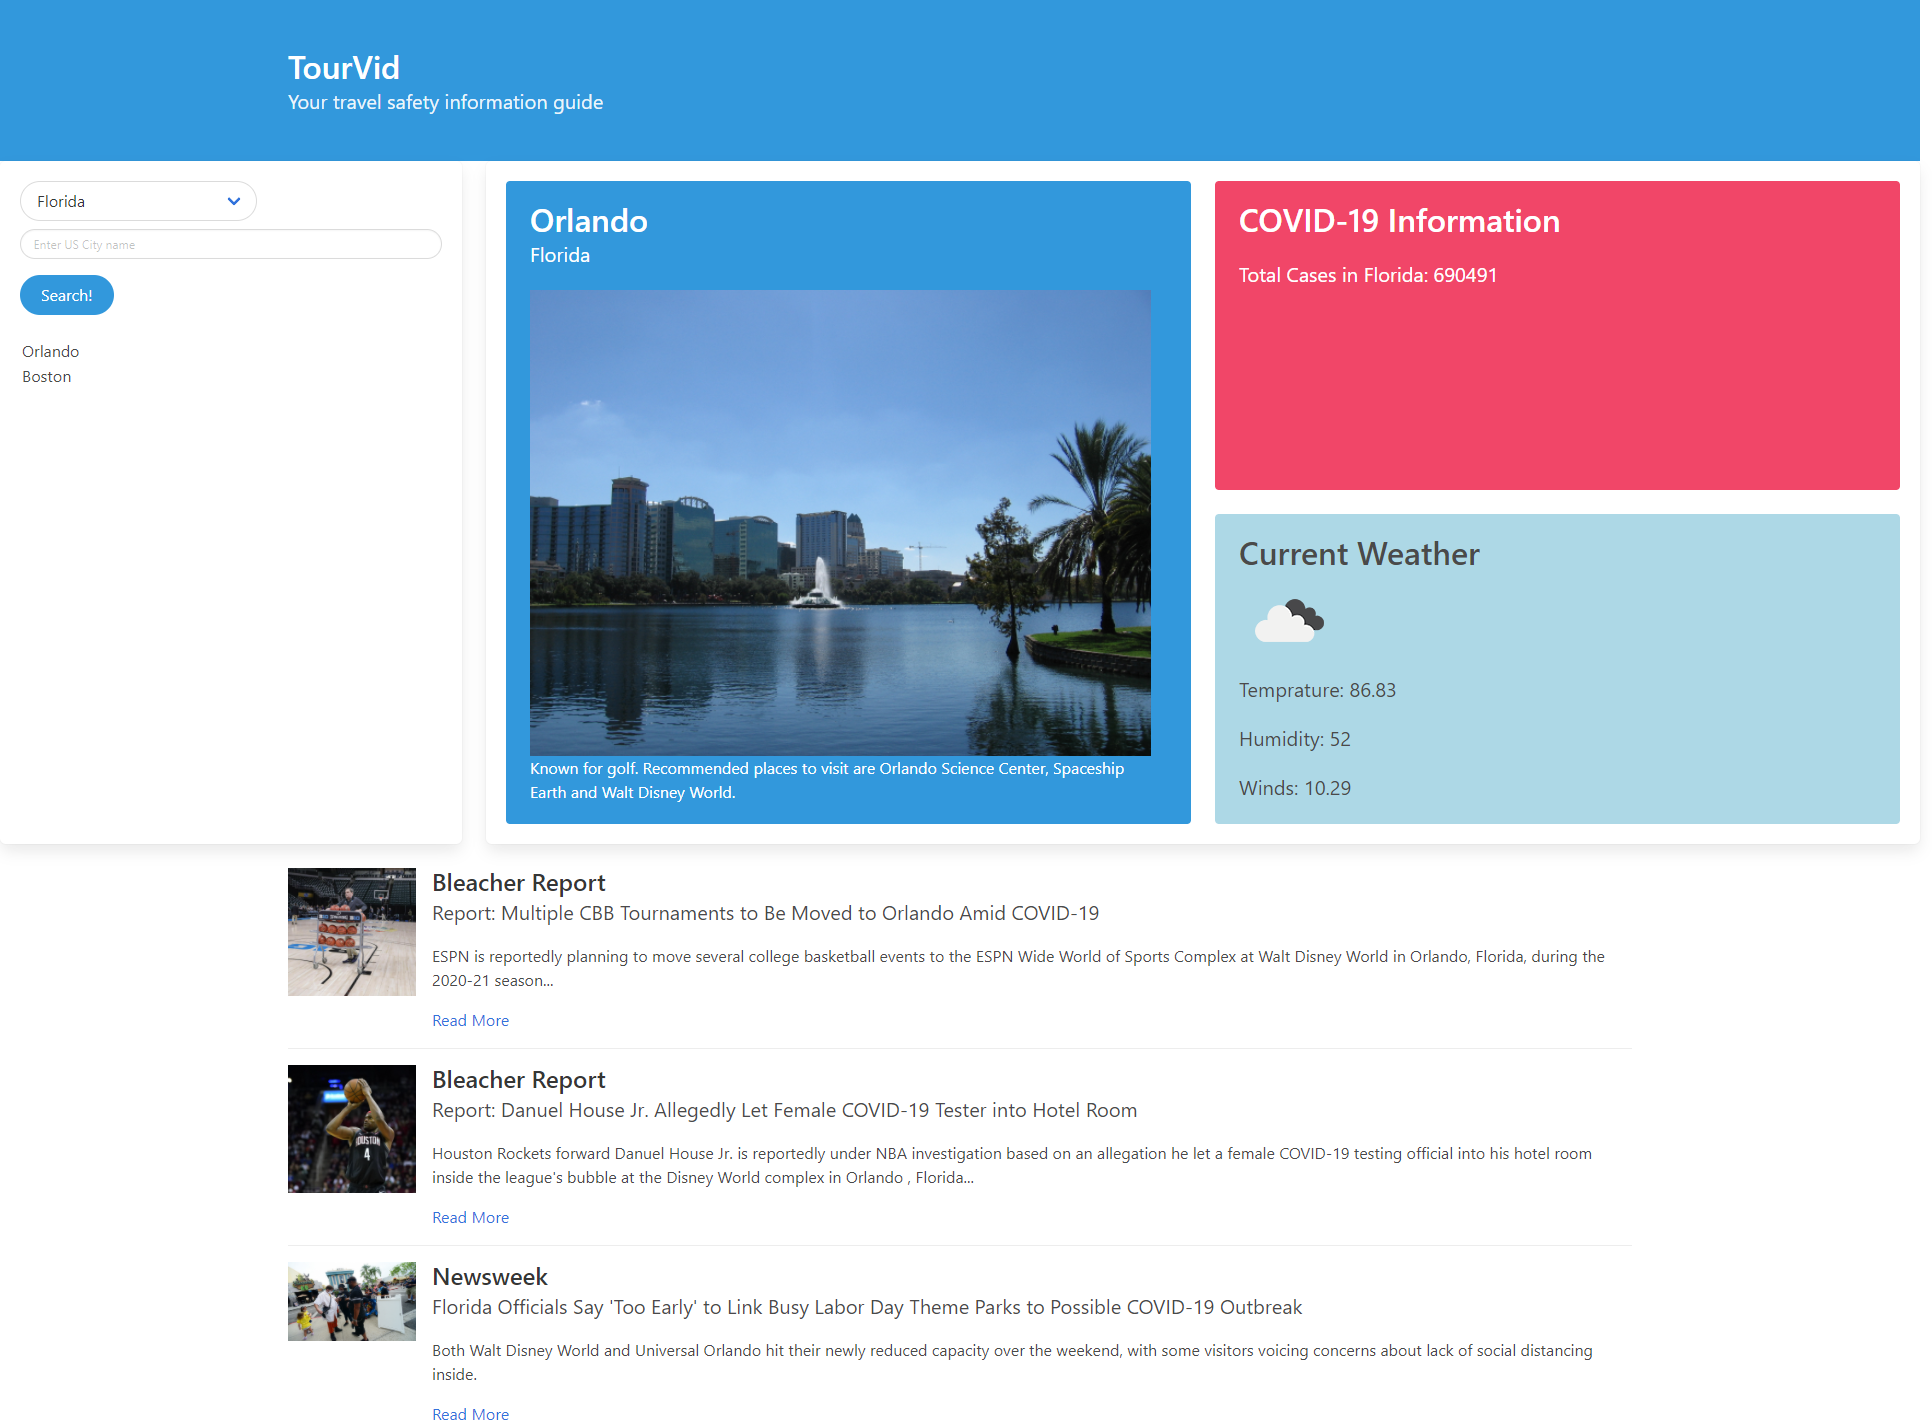 TourVid
Your travel safety information guide
Florida
Enter US City name
Search!
Orlando
Boston
Orlando
Florida
Known for golf. Recommended places to visit are Orlando Science Center, Spaceship
Earth and Walt Disney World.
COVID-19 Information
Total Cases in Florida: 690491
Current Weather
Temprature: 86.83
Humidity: 52
Winds: 10.29
Bleacher Report
Report: Multiple CBB Tournaments to Be Moved to Orlando Amid COVID-19
ESPN is reportedly planning to move several college basketball events to the ESPN Wide World of Sports Complex at Walt Disney World in Orlando, Florida, during the
2020-21 season...
Read More
HOUSTON
4
Bleacher Report
Report: Danuel House Jr. Allegedly Let Female COVID-19 Tester into Hotel Room
Houston Rockets forward Danuel House Jr. is reportedly under NBA investigation based on an allegation he let a female COVID-19 testing official into his hotel room
inside the league's bubble at the Disney World complex in Orlando , Florida...
Read More
Newsweek
Florida Officials Say 'Too Early' to Link Busy Labor Day Theme Parks to Possible COVID-19 Outbreak
Both Walt Disney World and Universal Orlando hit their newly reduced capacity over the weekend, with some visitors voicing concerns about lack of social distancing
inside.
Read More